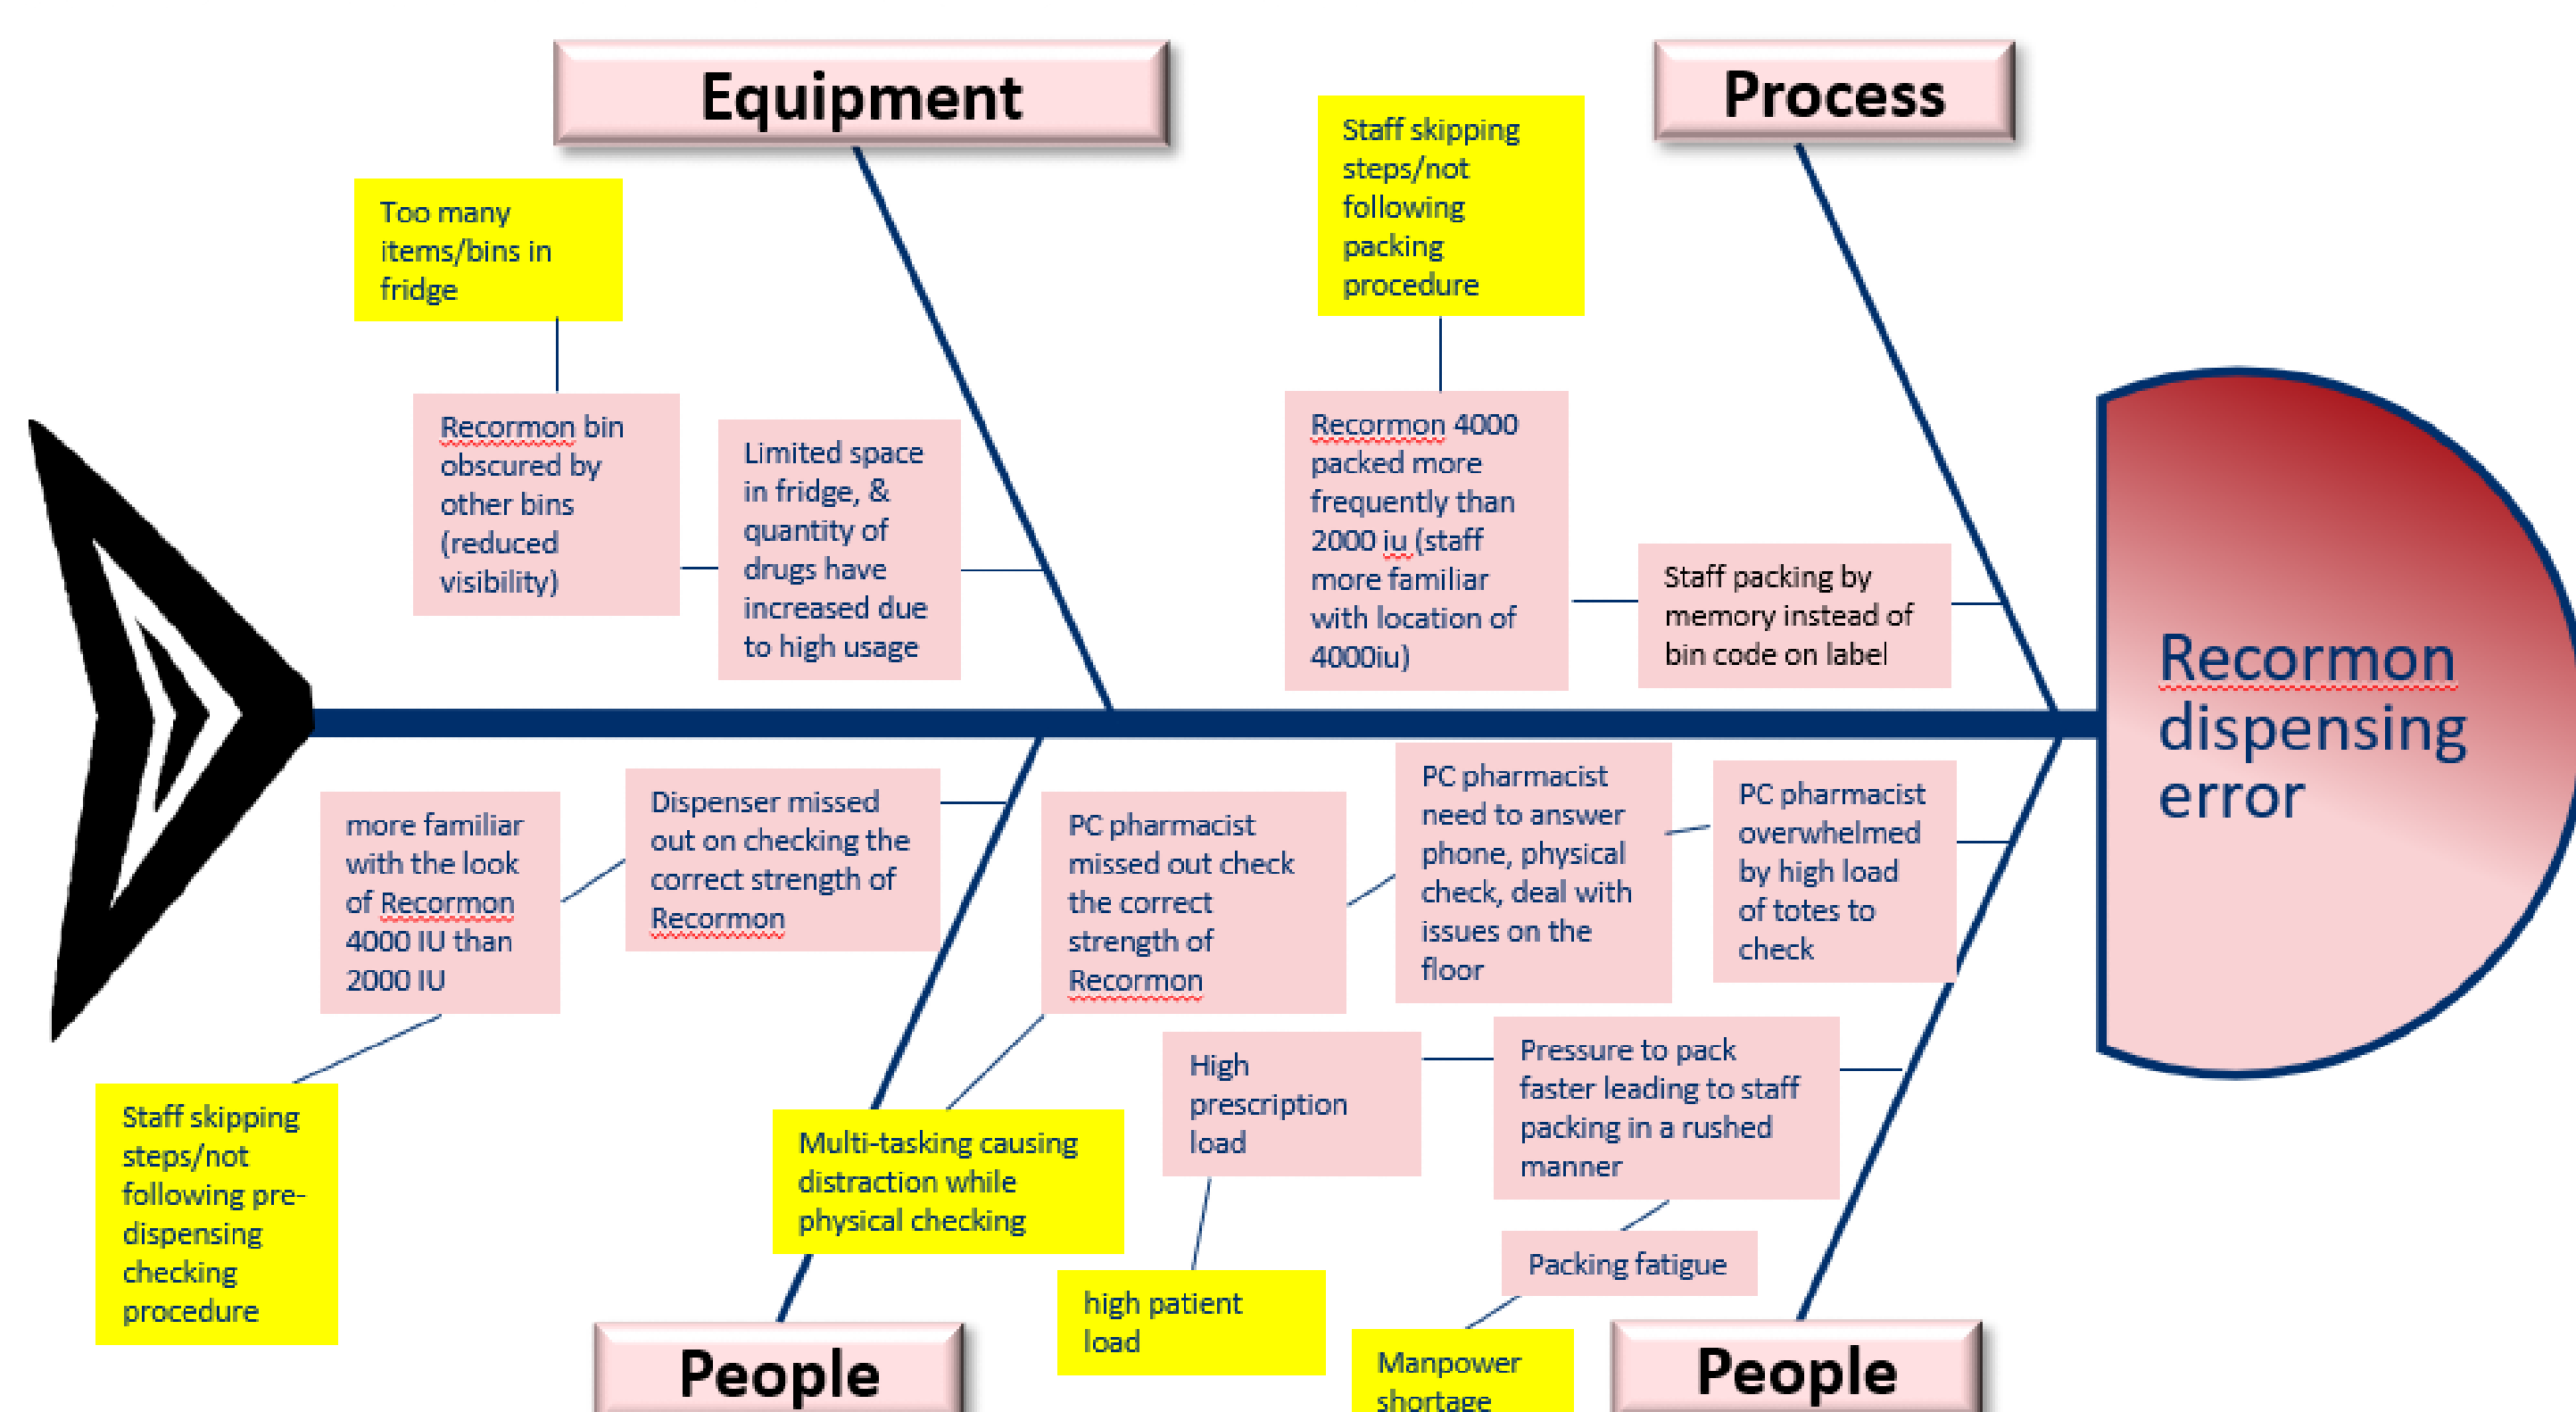 Equipment
Process
Too many
items/bins in
fridge
Staff skipping
steps/not
following
packing
procedure
Recormon bin
obscured by
other bins
(reduced
visibility)
Limited space
in fridge, &
quantity of
drugs have
increased due
to high usage
Recormon 4000
packed more
frequently than
2000 iu (staff
more familiar
with location of
4000iu)
Staff packing by
memory instead of
bin code on label
Recormon
dispensing
error
more familiar
with the look
of Recormon
4000 IU than
2000 IU
Dispenser missed
out on checking the
correct strength of
Recormon
PC pharmacist
missed out check
the correct
strength of
Recormon
PC pharmacist
need to answer
phone, physical
check, deal with
issues on the
floor
PC pharmacist
overwhelmed
by high load
of totes to
check
High
prescription
load
Pressure to pack
faster leading to staff
packing in a rushed
manner
Staff skipping
steps/not
following pre-
dispensing
checking
procedure
Multi-tasking causing
distraction while
physical checking
Packing fatigue
high patient
load
Manpower
shortage
People
People